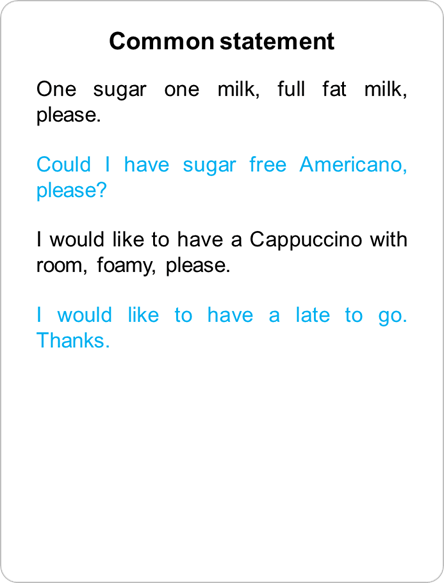 Common statement
One sugar one milk, full fat milk,
please.
Could I have sugar free Americano,
please?
I would like to have a Cappuccino with
room, foamy, please.
I would like to have a late to go.
Thanks.